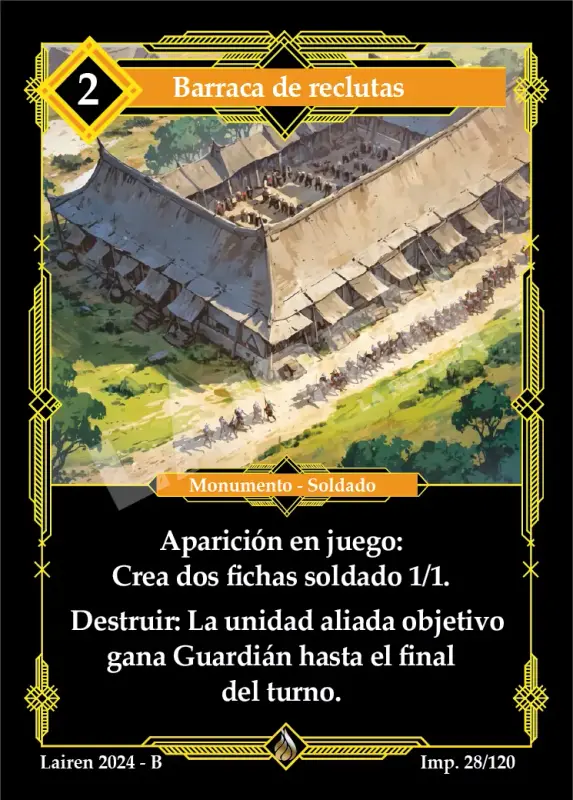 2
Barraca de reclutas
Monumento - Soldado
Aparición en juego:
Crea dos fichas soldado 1/1.
Destruir: La unidad aliada objetivo
gana Guardián hasta el final
del turno.
Lairen 2024 - B
Imp. 28/120